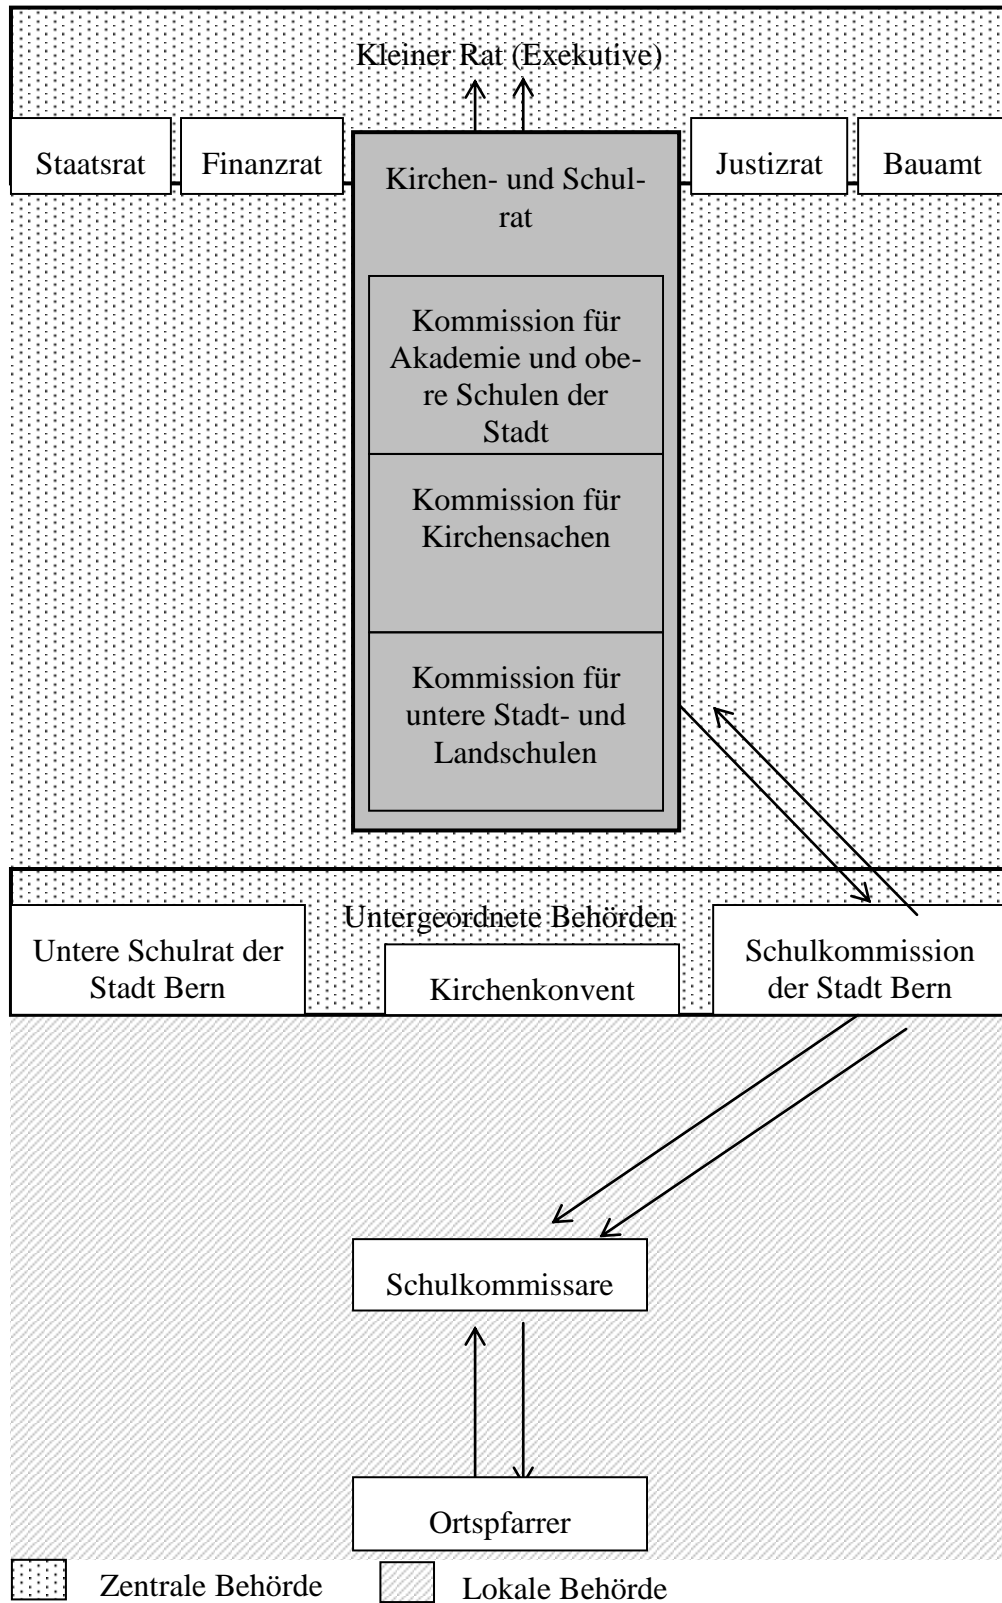 Kleiner Rat (Exekutive)
Staatsrat
Finanzrat
Kirchen- und Schul-
rat
Justizrat
Bauamt
Kommission für
Akademie und obe-
re Schulen der
Stadt
Kommission für
Kirchensachen
Kommission für
untere Stadt- und
Landschulen
Untergeordnete Behörden
Untere Schulrat der
Stadt Bern
Kirchenkonvent
Schulkommission
der Stadt Bern
Schulkommissare
Ortspfarrer
Zentrale Behörde
Lokale Behörde